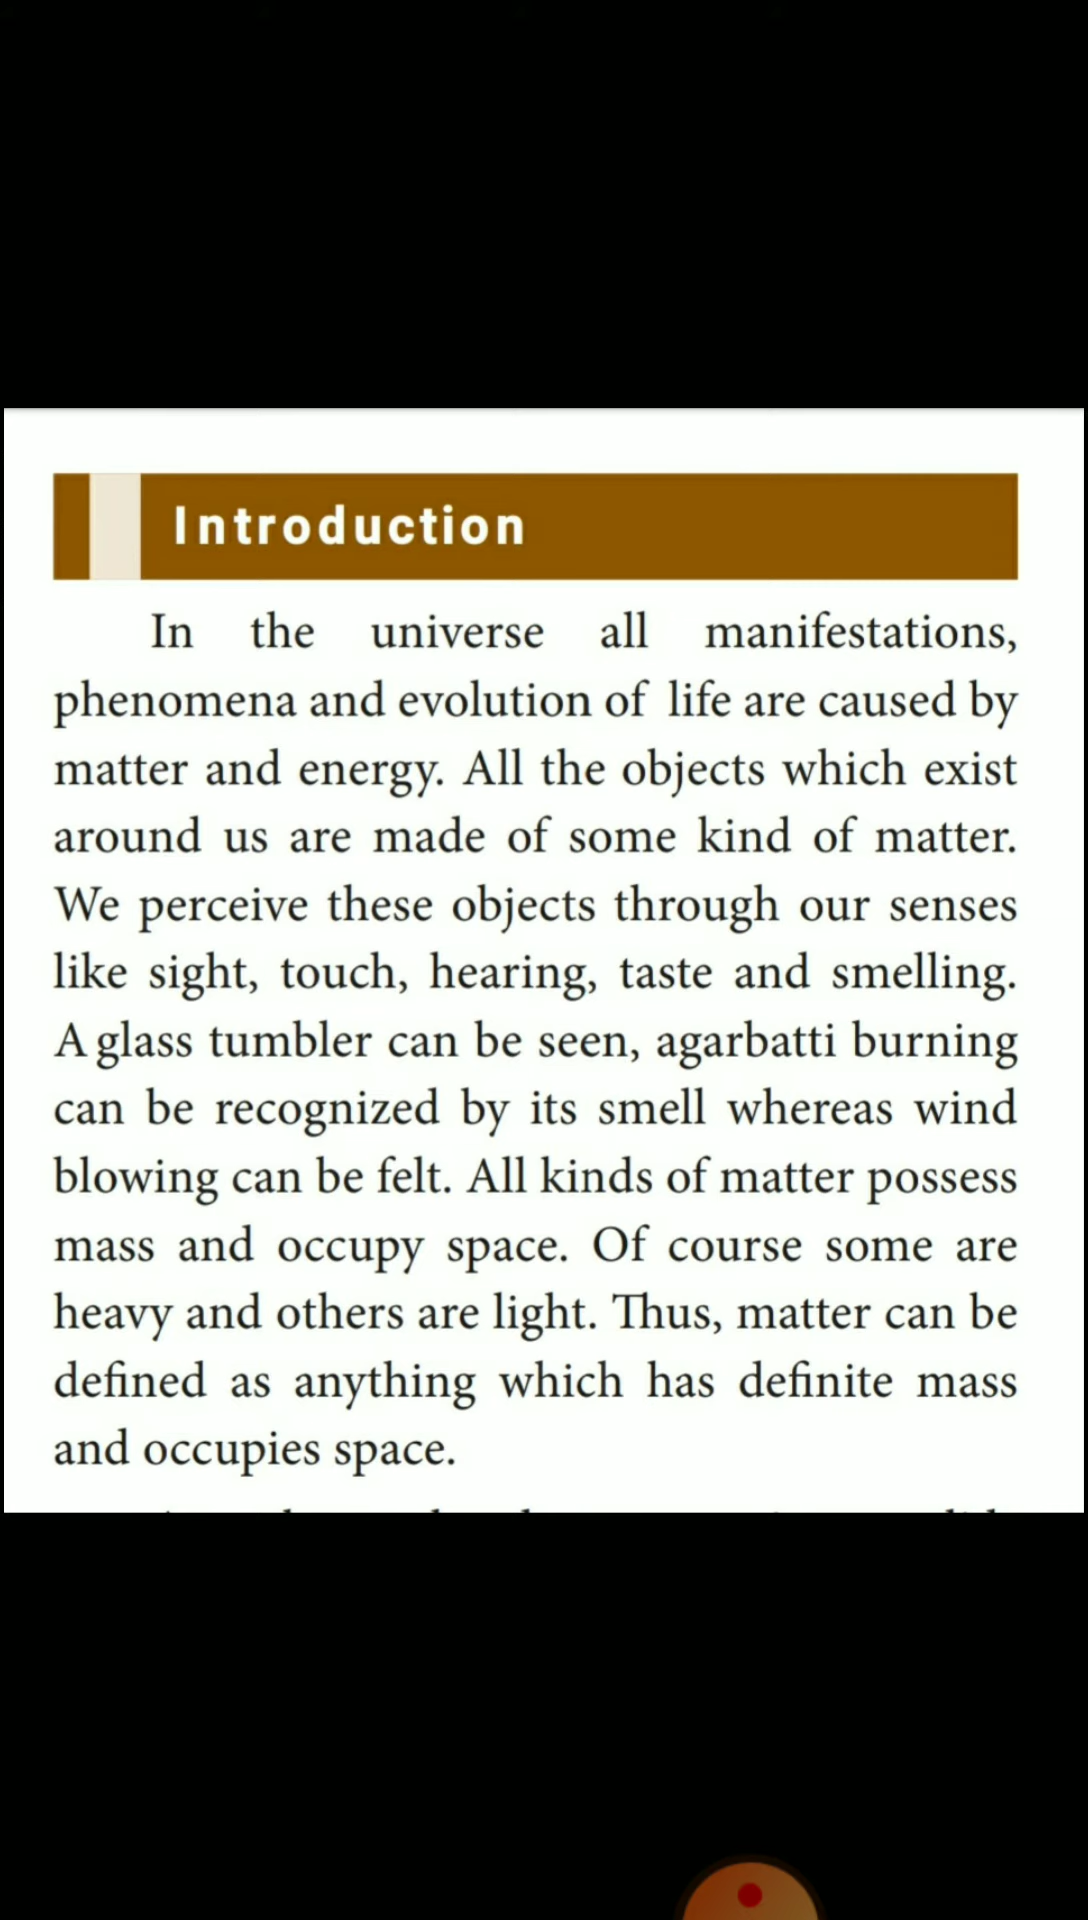 Introduction
In the universe all manifestations,
phenomena and evolution of life are caused by
matter and energy. All the objects which exist
around us are made of some kind of matter.
We perceive these objects through our senses
like sight, touch, hearing, taste and smelling.
A glass tumbler can be seen, agarbatti burning
can be recognized by its smell whereas wind
blowing can be felt. All kinds of matter possess
mass and occupy space. Of course some are
heavy and others are light. Thus, matter can be
defined as anything which has definite mass
and occupies space.